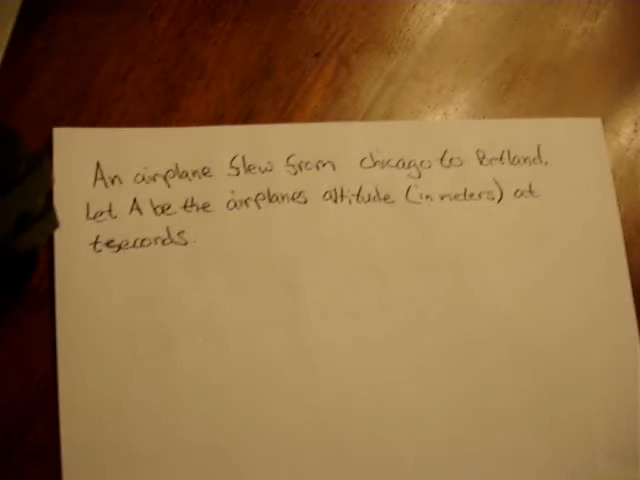 An airplane flew from chicago to Portland.
Let A be the airplanes altitude (in meters) at
t seconds.